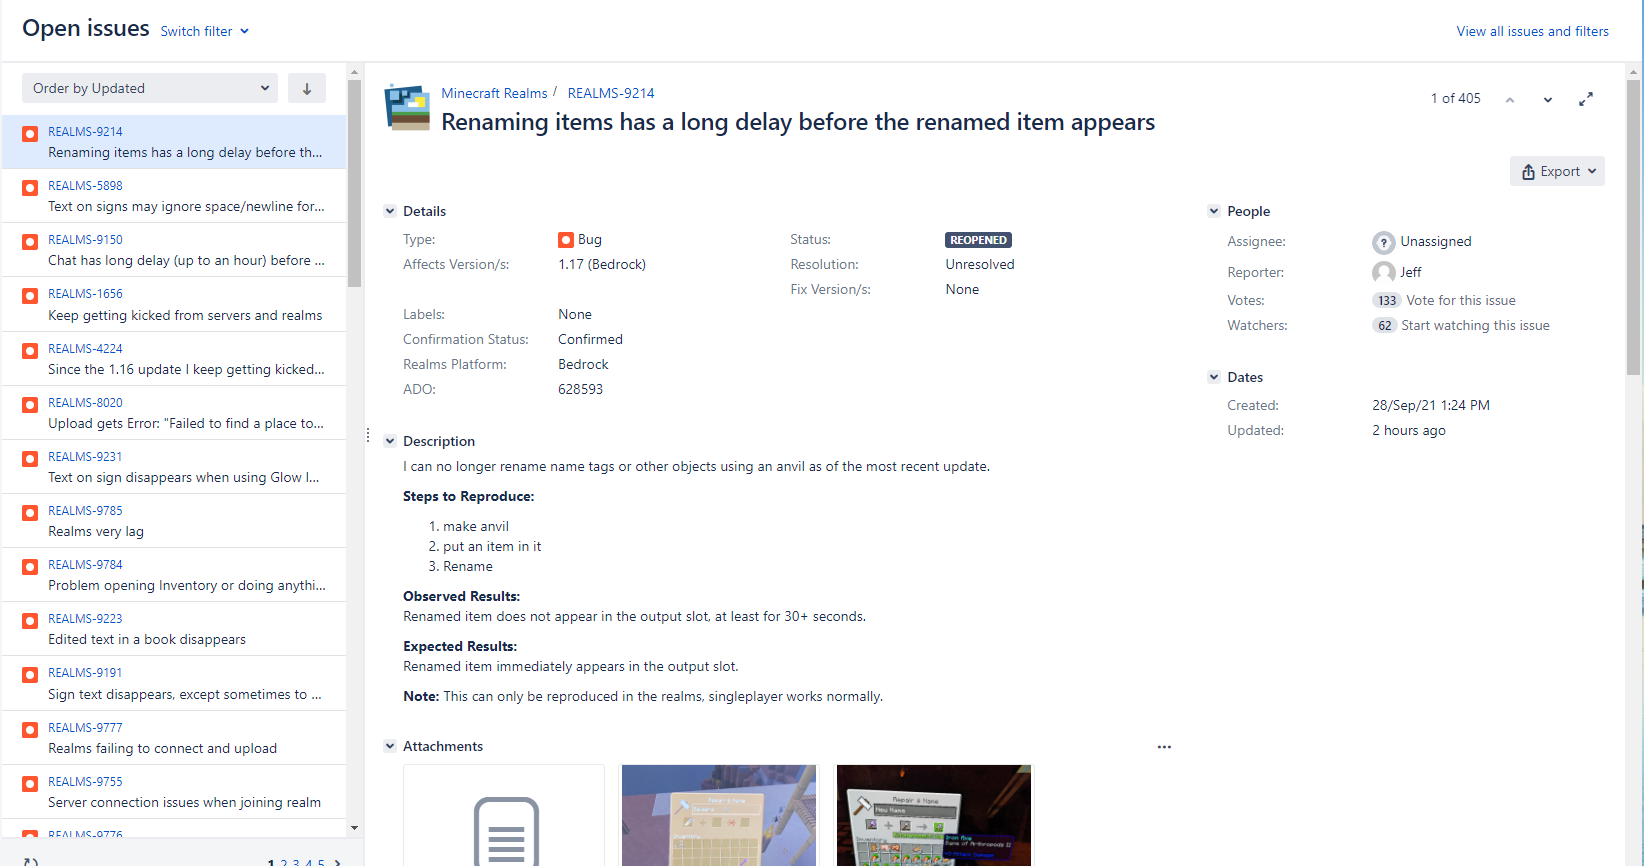 Open issues Switch filter
View all issues and filters
Order by Updated
REALMS-9214
Renaming items has a long delay before th...
REALMS-5898
Text on signs may ignore space/newline for...
REALMS-9150
Chat has long delay (up to an hour) before ...
REALMS-1656
Keep getting kicked from servers and realms
REALMS-4224
Since the 1.16 update I keep getting kicked...
REALMS-8020
Upload gets Error: "Failed to find a place to...
REALMS-9231
Text on sign disappears when using Glow I...
REALMS-9785
Realms very lag
REALMS-9784
Problem opening Inventory or doing anythi...
REALMS-9223
Edited text in a book disappears
REALMS-9191
Sign text disappears, except sometimes to ...
REALMS-9777
Realms failing to connect and upload
REALMS-9755
Server connection issues when joining realm
REALMS-9776
1 2 3 4 5
Minecraft Realms / REALMS-9214
Renaming items has a long delay before the renamed item appears
1 of 405
Export
Details
Type: Bug
Status: REOPENED
Affects Version/s: 1.17 (Bedrock)
Resolution: Unresolved
Fix Version/s: None
Labels: None
Confirmation Status: Confirmed
Realms Platform: Bedrock
ADO: 628593
Description
I can no longer rename name tags or other objects using an anvil as of the most recent update.
Steps to Reproduce:
1. make anvil
2. put an item in it
3. Rename
Observed Results:
Renamed item does not appear in the output slot, at least for 30+ seconds.
Expected Results:
Renamed item immediately appears in the output slot.
Note: This can only be reproduced in the realms, singleplayer works normally.
Attachments
Repair & Name
Inventory
Repair & Name
New Name
Inventory
Iron Axe
Bane of Arthropods II
People
Assignee: Unassigned
Reporter: Jeff
Votes: 133 Vote for this issue
Watchers: 62 Start watching this issue
Dates
Created: 28/Sep/21 1:24 PM
Updated: 2 hours ago